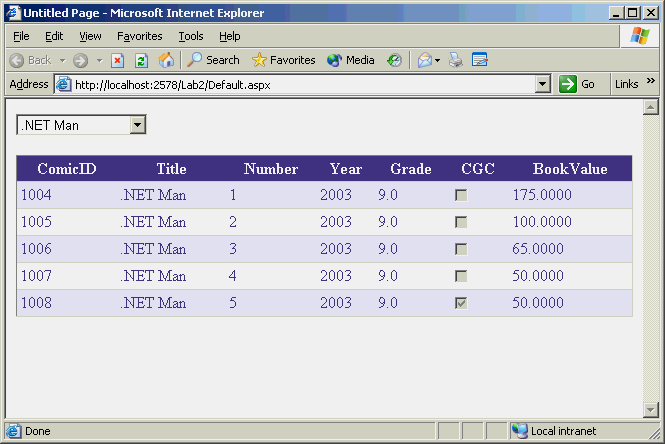 Untitled Page - Microsoft Internet Explorer
File Edit View Favorites Tools Help
Back Search Favorites Media
Address http://localhost:2578/Lab2/Default.aspx Go Links »
.NET Man
ComicID Title Number Year Grade CGC BookValue
1004 .NET Man 1 2003 9.0 175.0000
1005 .NET Man 2 2003 9.0 100.0000
1006 .NET Man 3 2003 9.0 65.0000
1007 .NET Man 4 2003 9.0 50.0000
1008 .NET Man 5 2003 9.0 50.0000
Done Local intranet